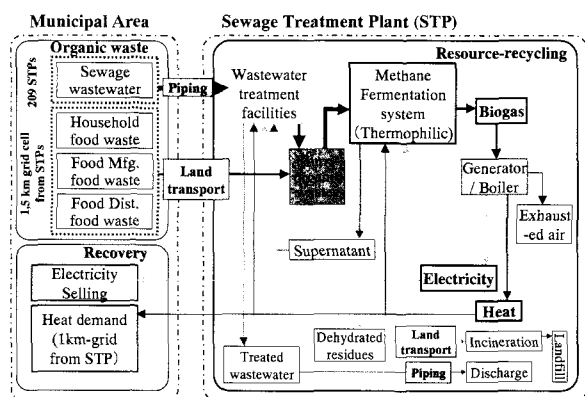 Municipal Area
Sewage Treatment Plant (STP)
Organic waste
209 STPs
Sewage
wastewater
1.5 km grid cell
from STPs
Household
food waste
Food Mfg.
food waste
Food Dist.
food waste
Recovery
Electricity
Selling
Heat demand
(1km-grid
from STP)
Piping
Land
transport
Resource-recycling
Wastewater
treatment
facilities
Methane
Fermentation
system
(Thermophilic)
Biogas
Generator
/ Boiler
Exhaust
-ed air
Supernatant
Electricity
Heat
Dehydrated
residues
Land
transport
Incineration
Landfill
Treated
wastewater
Piping
Discharge